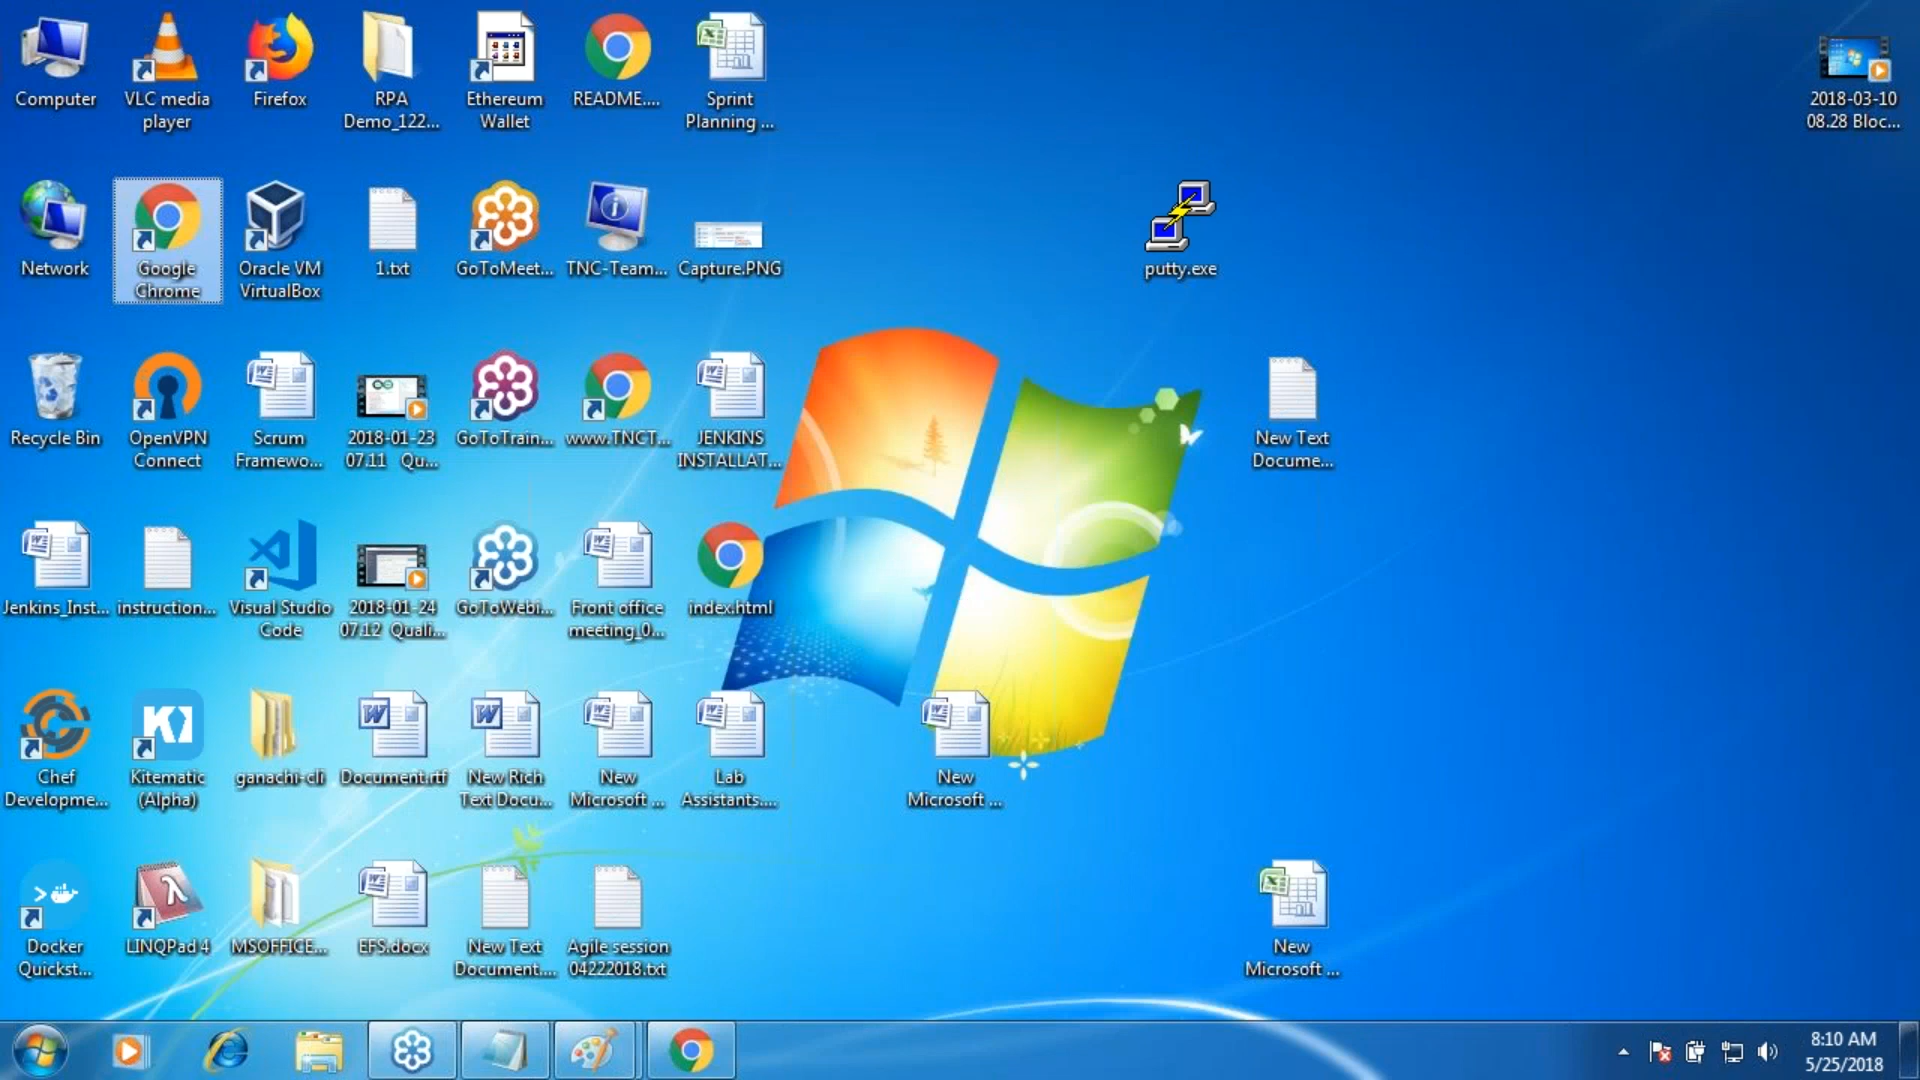 Computer
VLC media
player
Firefox
RPA
Demo_122...
Ethereum
Wallet
README....
Sprint
Planning ...
2018-03-10
08.28 Bloc...
Network
Google
Chrome
Oracle VM
VirtualBox
1.txt
GoToMeet...
TNC-Team...
Capture.PNG
putty.exe
Recycle Bin
OpenVPN
Connect
Scrum
Framewo...
2018-01-23
07.11 Qu...
GoToTrain...
www.TNCT...
JENKINS
INSTALLAT...
New Text
Docume...
Jenkins_Inst...
instruction...
Visual Studio
Code
2018-01-24
07.12 Quali...
GoToWebi...
Front office
meeting_0...
index.html
Chef
Developme...
Kitematic
(Alpha)
ganachi-cli
Document.rtf
New Rich
Text Docu...
New
Microsoft ...
Lab
Assistants....
New
Microsoft ...
Docker
Quickst...
LINQPad 4
MSOFFICE...
EFS.docx
New Text
Document....
Agile session
04222018.txt
New
Microsoft ...
8:10 AM
5/25/2018